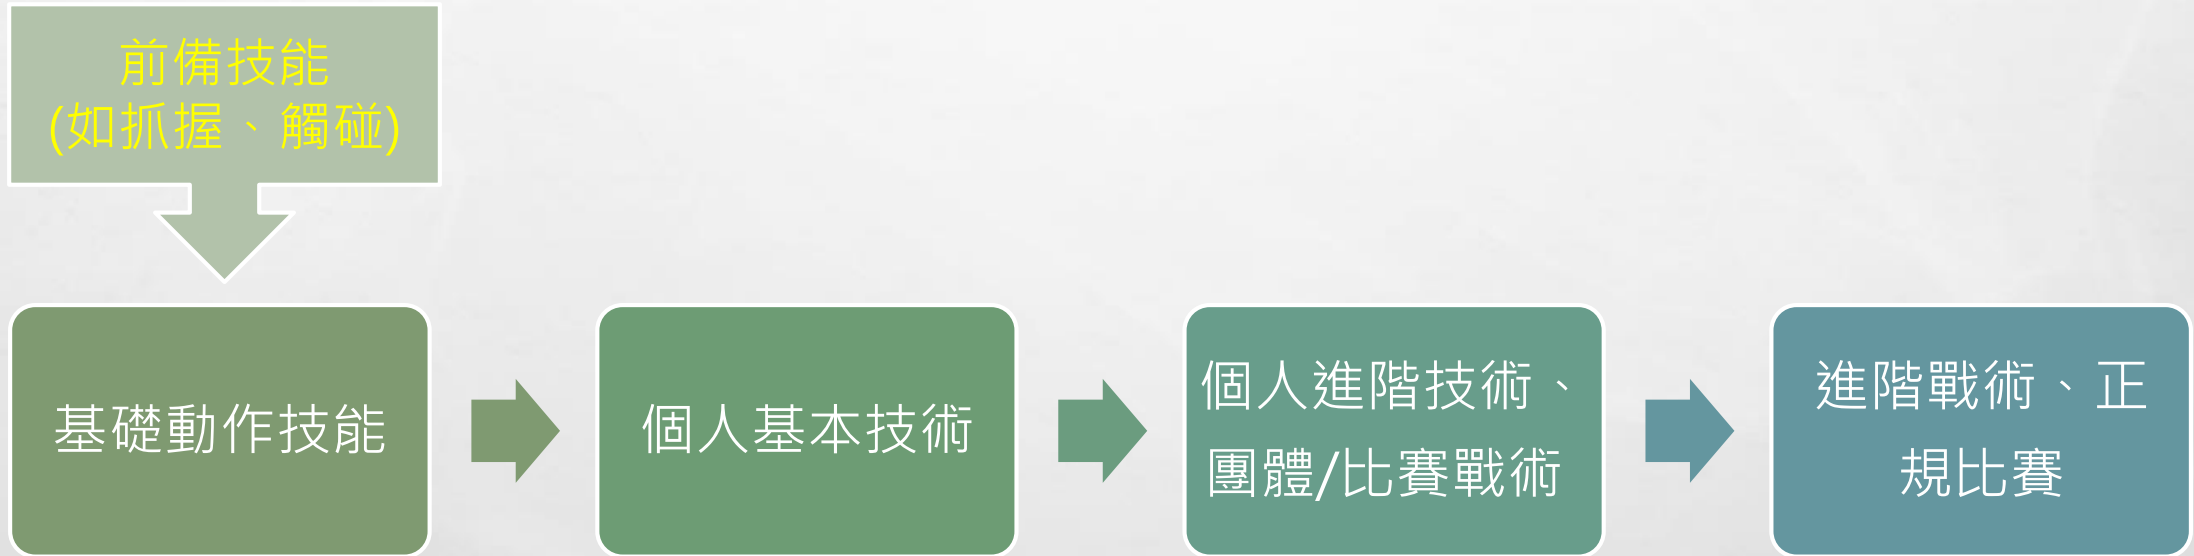 前備技能
(如抓握、觸碰)
基礎動作技能
個人基本技術
個人進階技術、
團體/比賽戰術
進階戰術、正
規比賽